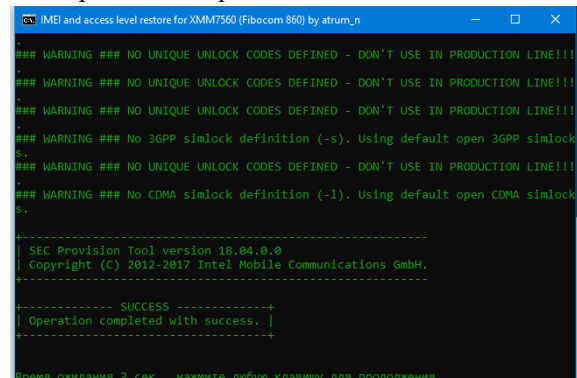 IMEI and access level restore for XMM7560 (Fibocom 860) by atrum_n
.
### WARNING ### NO UNIQUE UNLOCK CODES DEFINED - DON'T USE IN PRODUCTION LINE!!!
.
### WARNING ### NO UNIQUE UNLOCK CODES DEFINED - DON'T USE IN PRODUCTION LINE!!!
.
### WARNING ### NO UNIQUE UNLOCK CODES DEFINED - DON'T USE IN PRODUCTION LINE!!!
.
### WARNING ### No 3GPP simlock definition (-s). Using default open 3GPP simlock
s.
### WARNING ### NO UNIQUE UNLOCK CODES DEFINED - DON'T USE IN PRODUCTION LINE!!!
.
### WARNING ### No CDMA simlock definition (-l). Using default open CDMA simlock
s.
+-----------------------------------------------------
| SEC Provision Tool version 18.04.0.0
| Copyright (C) 2012-2017 Intel Mobile Communications GmbH.
+-----------------------------------------------------
+------------ SUCCESS ------------+
| Operation completed with success. |
+---------------------------------+
Время ожидания 3 сек., нажмите любую клавишу для продолжения